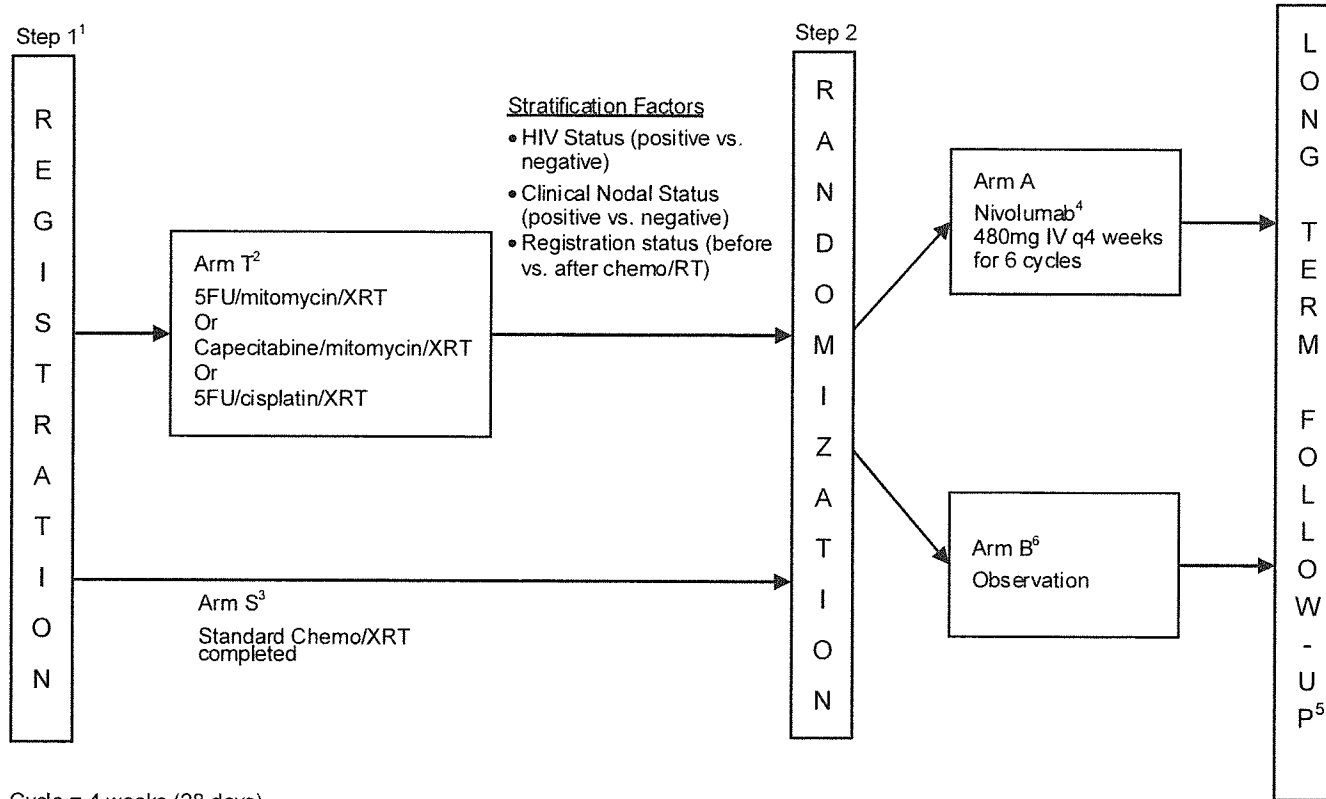 Step 1¹
REGISTRATION
Arm T²
5FU/mitomycin/XRT
Or
Capecitabine/mitomycin/XRT
Or
5FU/cisplatin/XRT
Arm S³
Standard Chemo/XRT
completed
Stratification Factors
• HIV Status (positive vs.
negative)
• Clinical Nodal Status
(positive vs. negative)
• Registration status (before
vs. after chemo/RT)
Step 2
RANDOMIZATION
Arm A
Nivolumab⁴
480mg IV q4 weeks
for 6 cycles
Arm B⁶
Observation
LONG TERM FOLLOW-UP⁵
Cycle = 4 weeks (28 days)